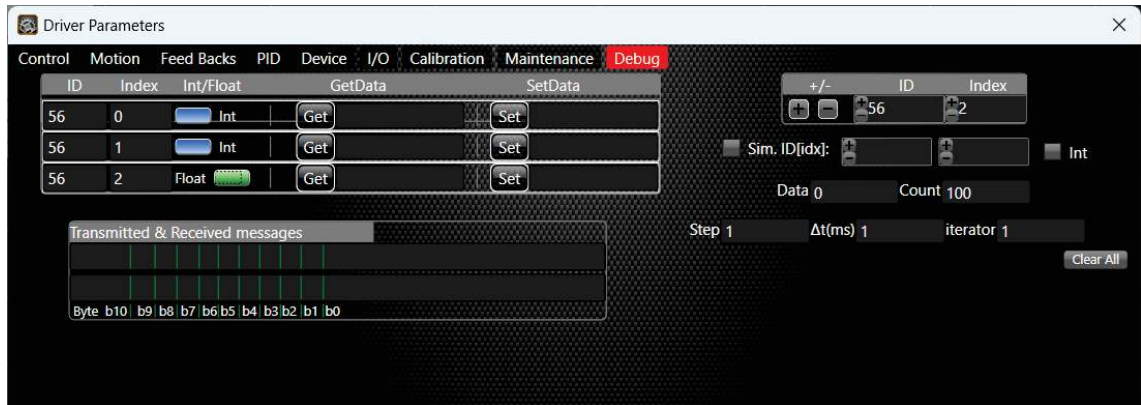 Driver Parameters
Control Motion Feed Backs PID Device I/O Calibration Maintenance Debug
ID Index Int/Float GetData SetData
56 0 Int Get Set
56 1 Int Get Set
56 2 Float Get Set
+/- ID Index
56 2
Sim. ID[idx]: Int
Data 0 Count 100
Step 1 Δt(ms) 1 iterator 1
Clear All
Transmitted & Received messages
Byte b10 b9 b8 b7 b6 b5 b4 b3 b2 b1 b0